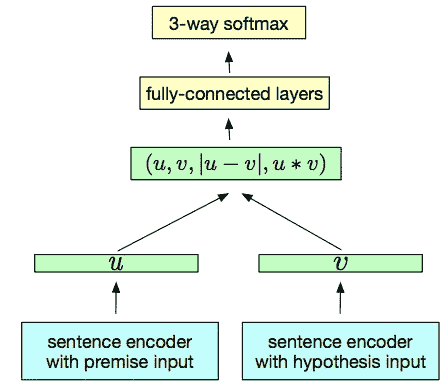 3-way softmax
fully-connected layers
(u, v, |u − v|, u ∗ v)
u
v
sentence encoder
with premise input
sentence encoder
with hypothesis input